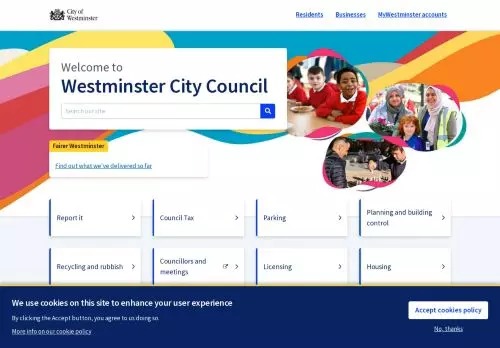 City of
Westminster
Residents
Businesses
MyWestminster accounts
Welcome to
Westminster City Council
Search our site
Fairer Westminster
Find out what we've delivered so far
Report it
Council Tax
Parking
Planning and building
control
Recycling and rubbish
Councillors and
meetings
Licensing
Housing
We use cookies on this site to enhance your user experience
By clicking the Accept button, you agree to us doing so.
More info on our cookie policy
Accept cookies policy
No, thanks